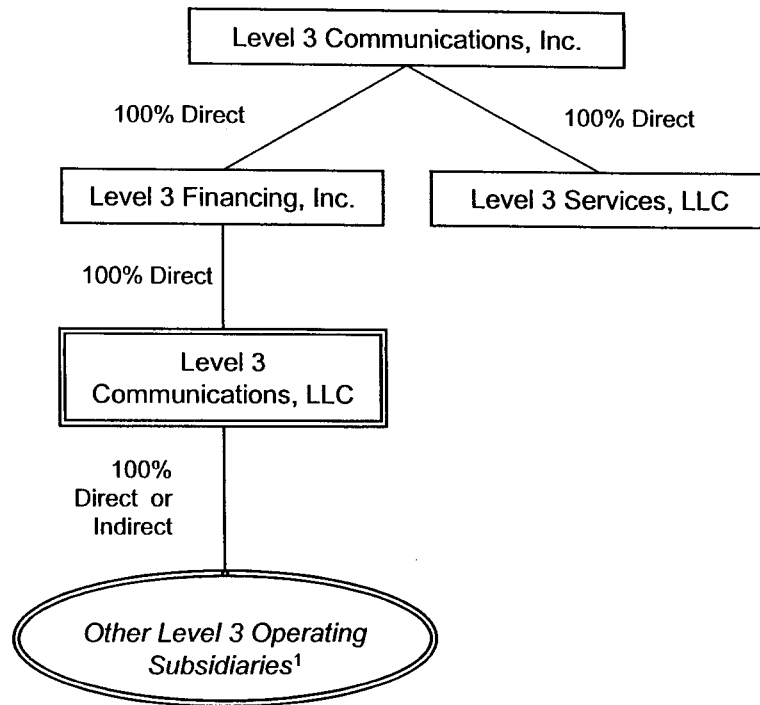 Level 3 Communications, Inc.
100% Direct
100% Direct
Level 3 Financing, Inc.
Level 3 Services, LLC
100% Direct
Level 3
Communications, LLC
100%
Direct or
Indirect
Other Level 3 Operating
Subsidiaries¹